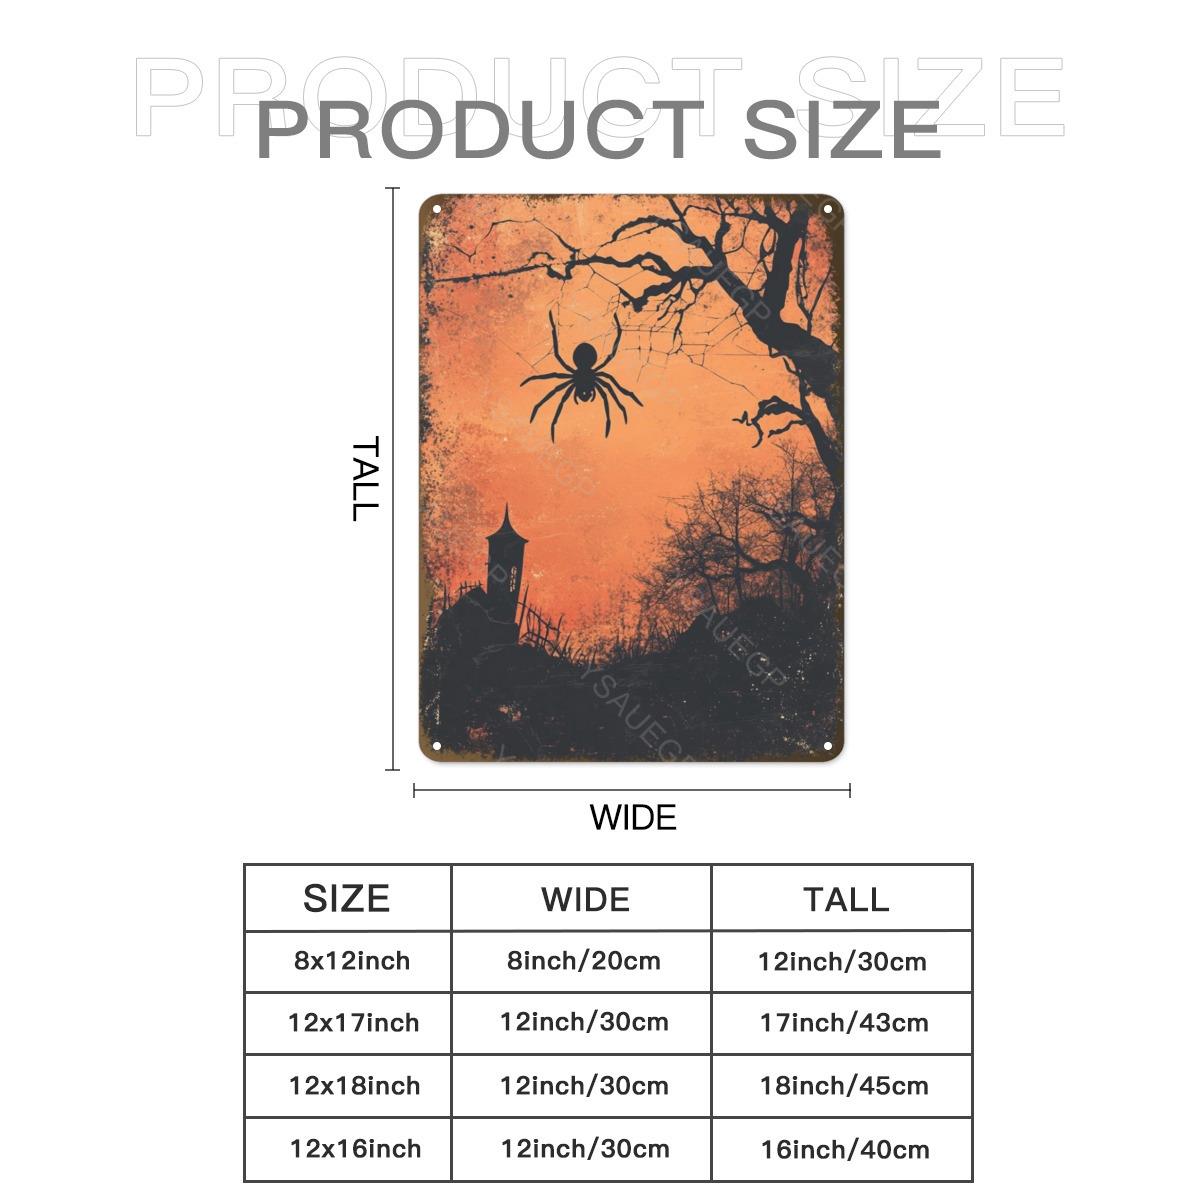 PRODUCT SIZE
PRODUCT SIZE
TALL
WIDE
SIZE WIDE TALL
8x12inch 8inch/20cm 12inch/30cm
12x17inch 12inch/30cm 17inch/43cm
12x18inch 12inch/30cm 18inch/45cm
12x16inch 12inch/30cm 16inch/40cm